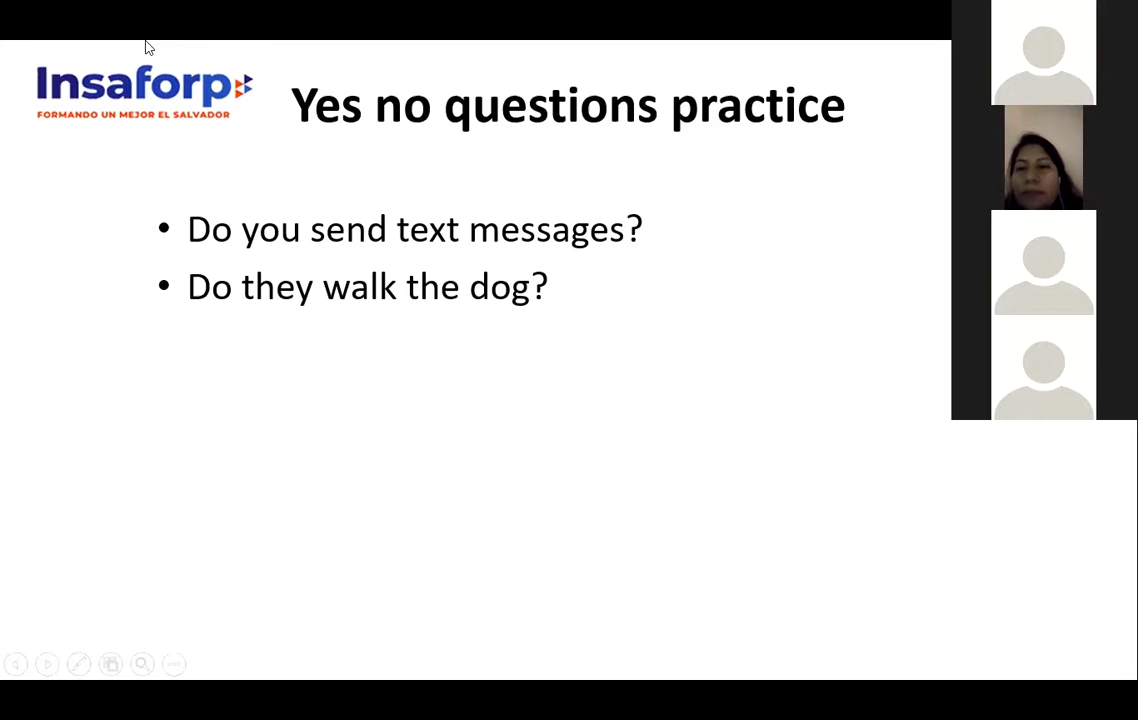 Insaforp
FORMANDO UN MEJOR EL SALVADOR
Yes no questions practice
• Do you send text messages?
• Do they walk the dog?